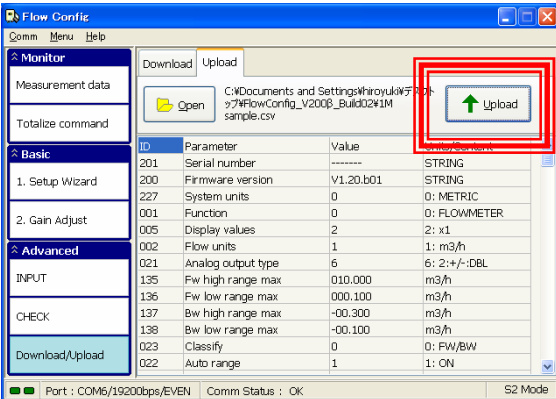 Flow Config
Comm Menu Help
Monitor
Measurement data
Totalize command
Basic
1. Setup Wizard
2. Gain Adjust
Advanced
INPUT
CHECK
Download/Upload
Download Upload
Open
C:¥Documents and Settings¥hiroyuki¥デスクト
ップ¥FlowConfig_V200β_Build02¥1M
sample.csv
Upload
ID Parameter Value Units/Content
201 Serial number ------- STRING
200 Firmware version V1.20.b01 STRING
227 System units 0 0: METRIC
001 Function 0 0: FLOWMETER
005 Display values 2 2: x1
002 Flow units 1 1: m3/h
021 Analog output type 6 6: 2:+/-:DBL
135 Fw high range max 010.000 m3/h
136 Fw low range max 000.100 m3/h
137 Bw high range max -00.300 m3/h
138 Bw low range max -00.100 m3/h
023 Classify 0 0: FW/BW
022 Auto range 1 1: ON
Port : COM6/19200bps/EVEN Comm Status : OK S2 Mode